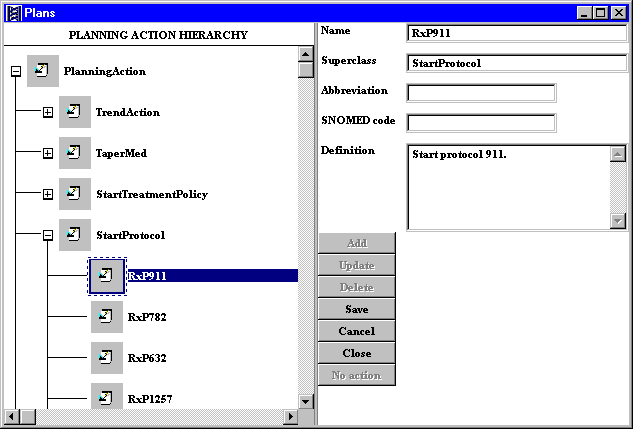 Plans
PLANNING ACTION HIERARCHY
PlanningAction
TrendAction
TaperMed
StartTreatmentPolicy
StartProtocol
RxP911
RxP782
RxP632
RxP1257
Name RxP911
Superclass StartProtocol
Abbreviation
SNOMED code
Definition Start protocol 911.
Add
Update
Delete
Save
Cancel
Close
No action